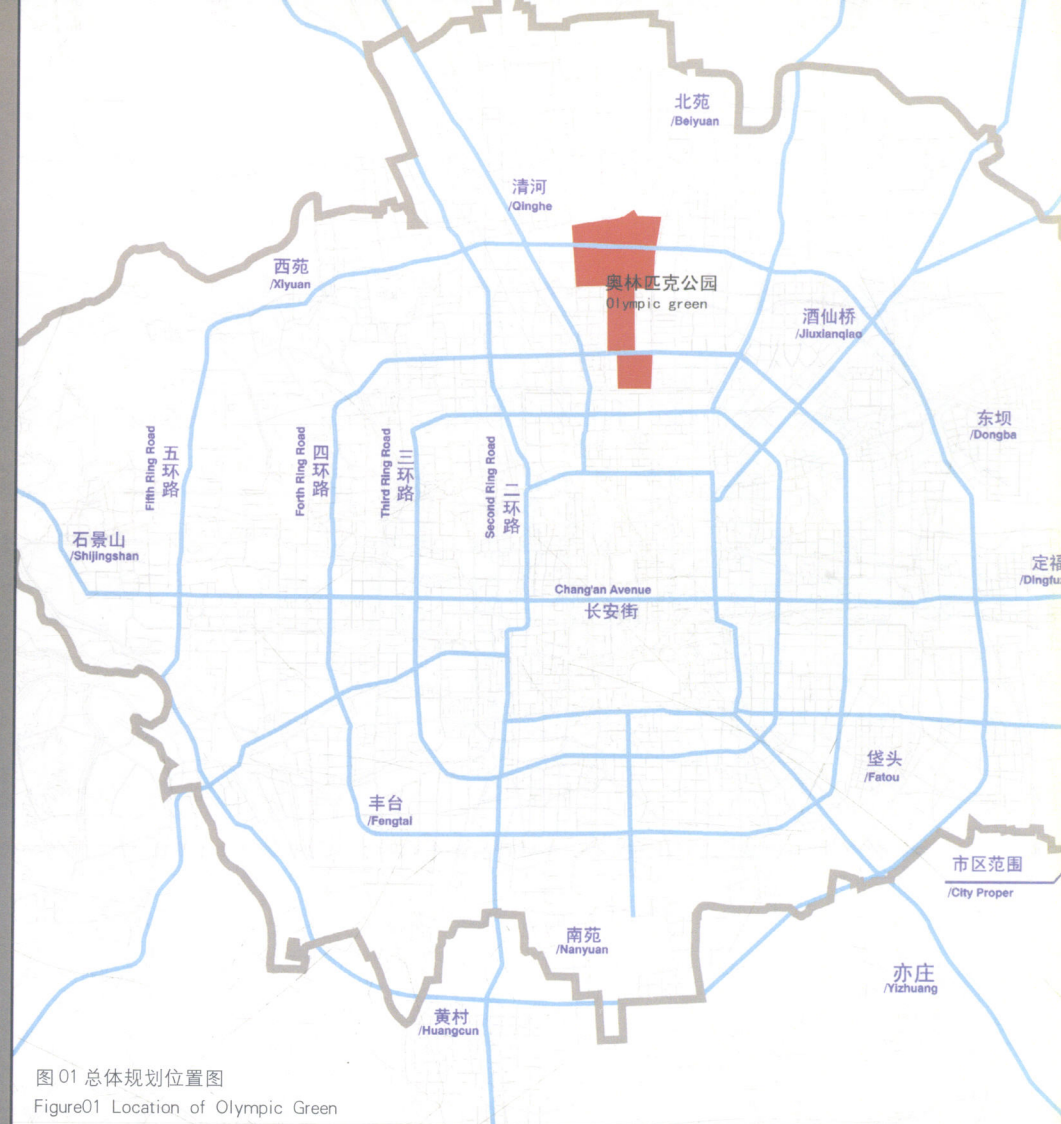 北苑
/Beiyuan
清河
/Qinghe
西苑
/Xiyuan
奥林匹克公园
Olympic green
酒仙桥
/Jiuxianqiao
东坝
/Dongba
五环路
Fifth Ring Road
四环路
Forth Ring Road
三环路
Third Ring Road
二环路
Second Ring Road
石景山
/Shijingshan
定福
/Dingfu
Chang'an Avenue
长安街
垡头
/Fatou
丰台
/Fengtai
市区范围
/City Proper
南苑
/Nanyuan
亦庄
/Yizhuang
黄村
/Huangcun
图01 总体规划位置图
Figure01 Location of Olympic Green